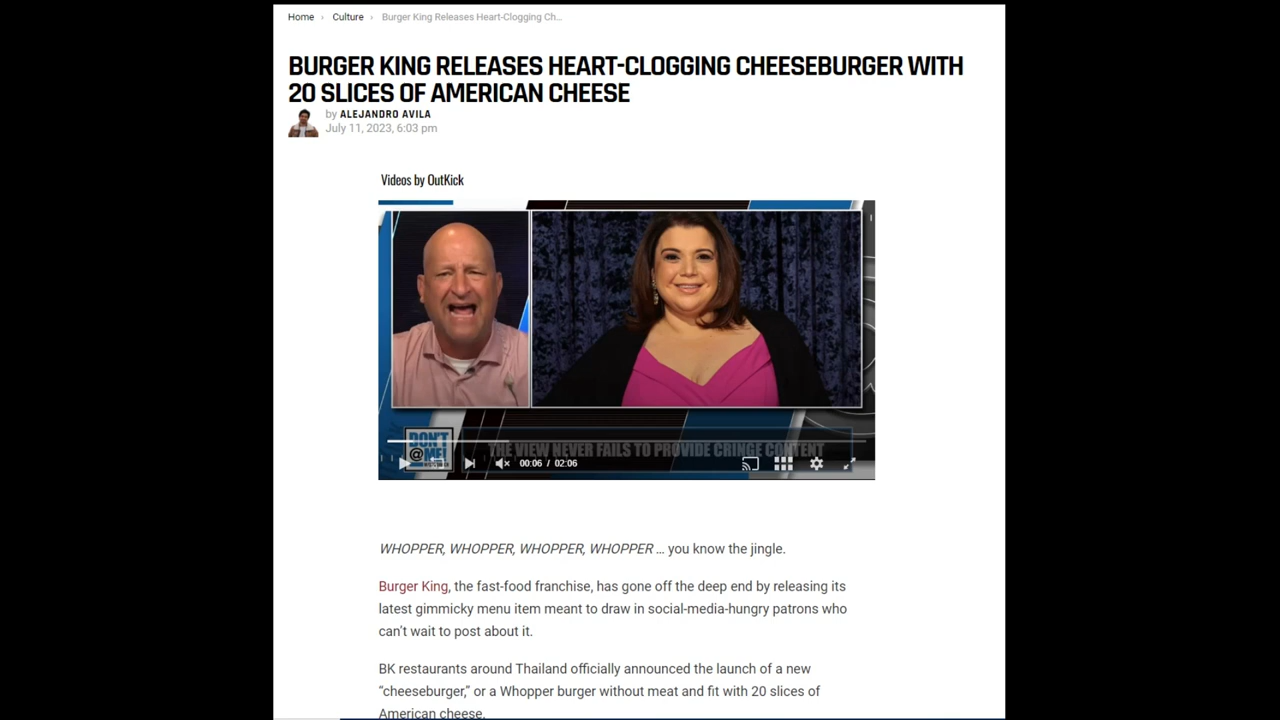 Home › Culture › Burger King Releases Heart-Clogging Ch...
BURGER KING RELEASES HEART-CLOGGING CHEESEBURGER WITH
20 SLICES OF AMERICAN CHEESE
by ALEJANDRO AVILA
July 11, 2023, 6:03 pm
Videos by OutKick
DON'T
@ME!
THE VIEW NEVER FAILS TO PROVIDE CRINGE CONTENT
00:06 / 02:06
WHOPPER, WHOPPER, WHOPPER, WHOPPER … you know the jingle.
Burger King, the fast-food franchise, has gone off the deep end by releasing its
latest gimmicky menu item meant to draw in social-media-hungry patrons who
can't wait to post about it.
BK restaurants around Thailand officially announced the launch of a new
“cheeseburger,” or a Whopper burger without meat and fit with 20 slices of
American cheese.